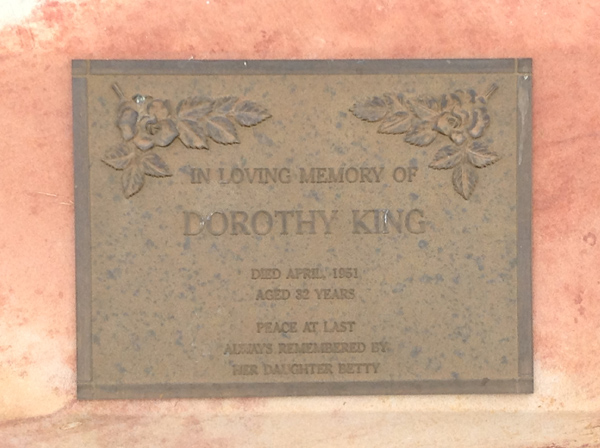 IN LOVING MEMORY OF
DOROTHY KING
DIED APRIL, 1951
AGED 32 YEARS
PEACE AT LAST
ALWAYS REMEMBERED BY
HER DAUGHTER BETTY